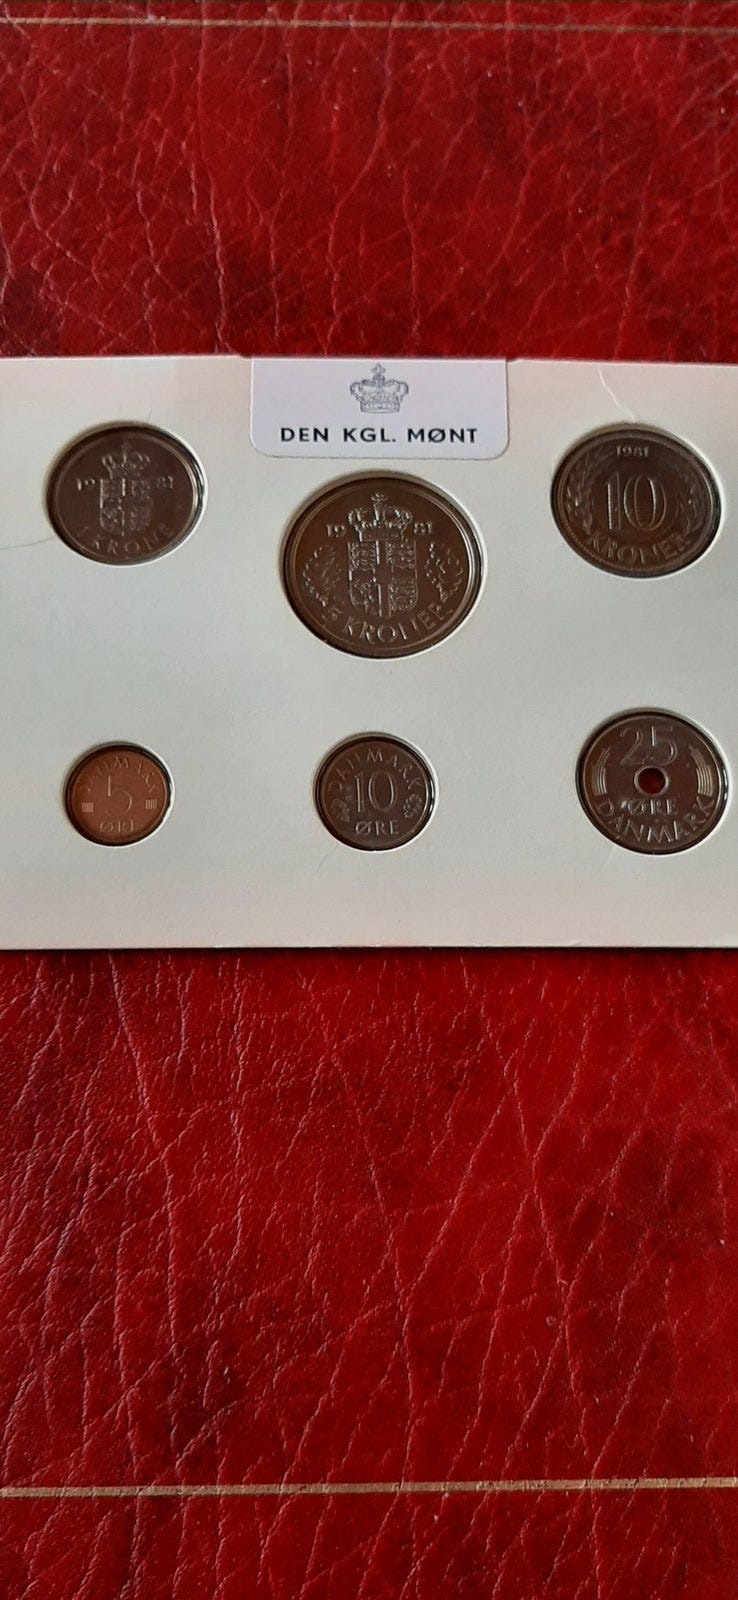 DEN KGL. MØNT
1981
1 KRONE
1981
5 KRONER
1981
10
KRONER
DANMARK
5
ØRE
DANMARK
10
ØRE
25
ØRE
DANMARK